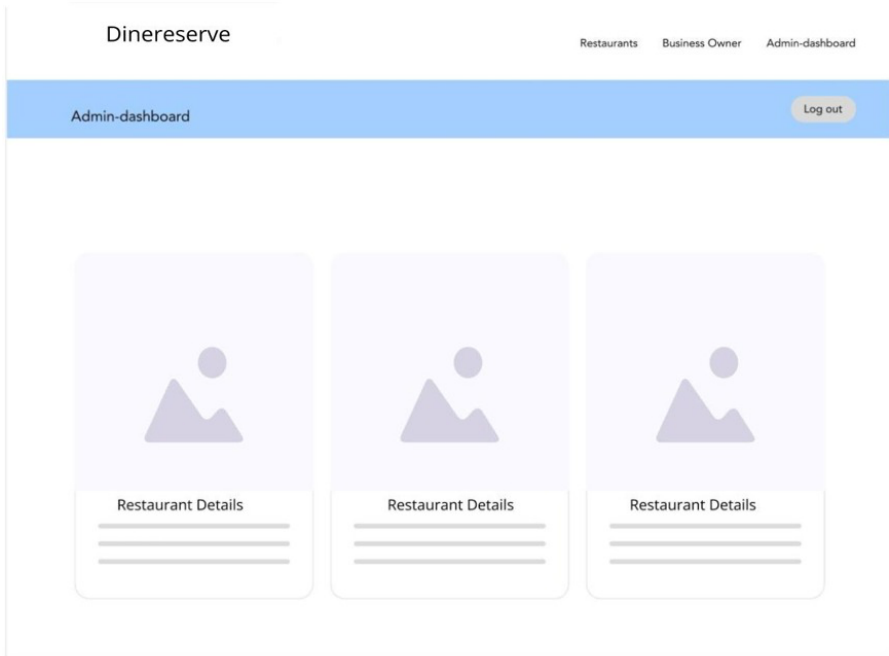 Dinereserve
Restaurants Business Owner Admin-dashboard
Admin-dashboard
Log out
Restaurant Details
Restaurant Details
Restaurant Details